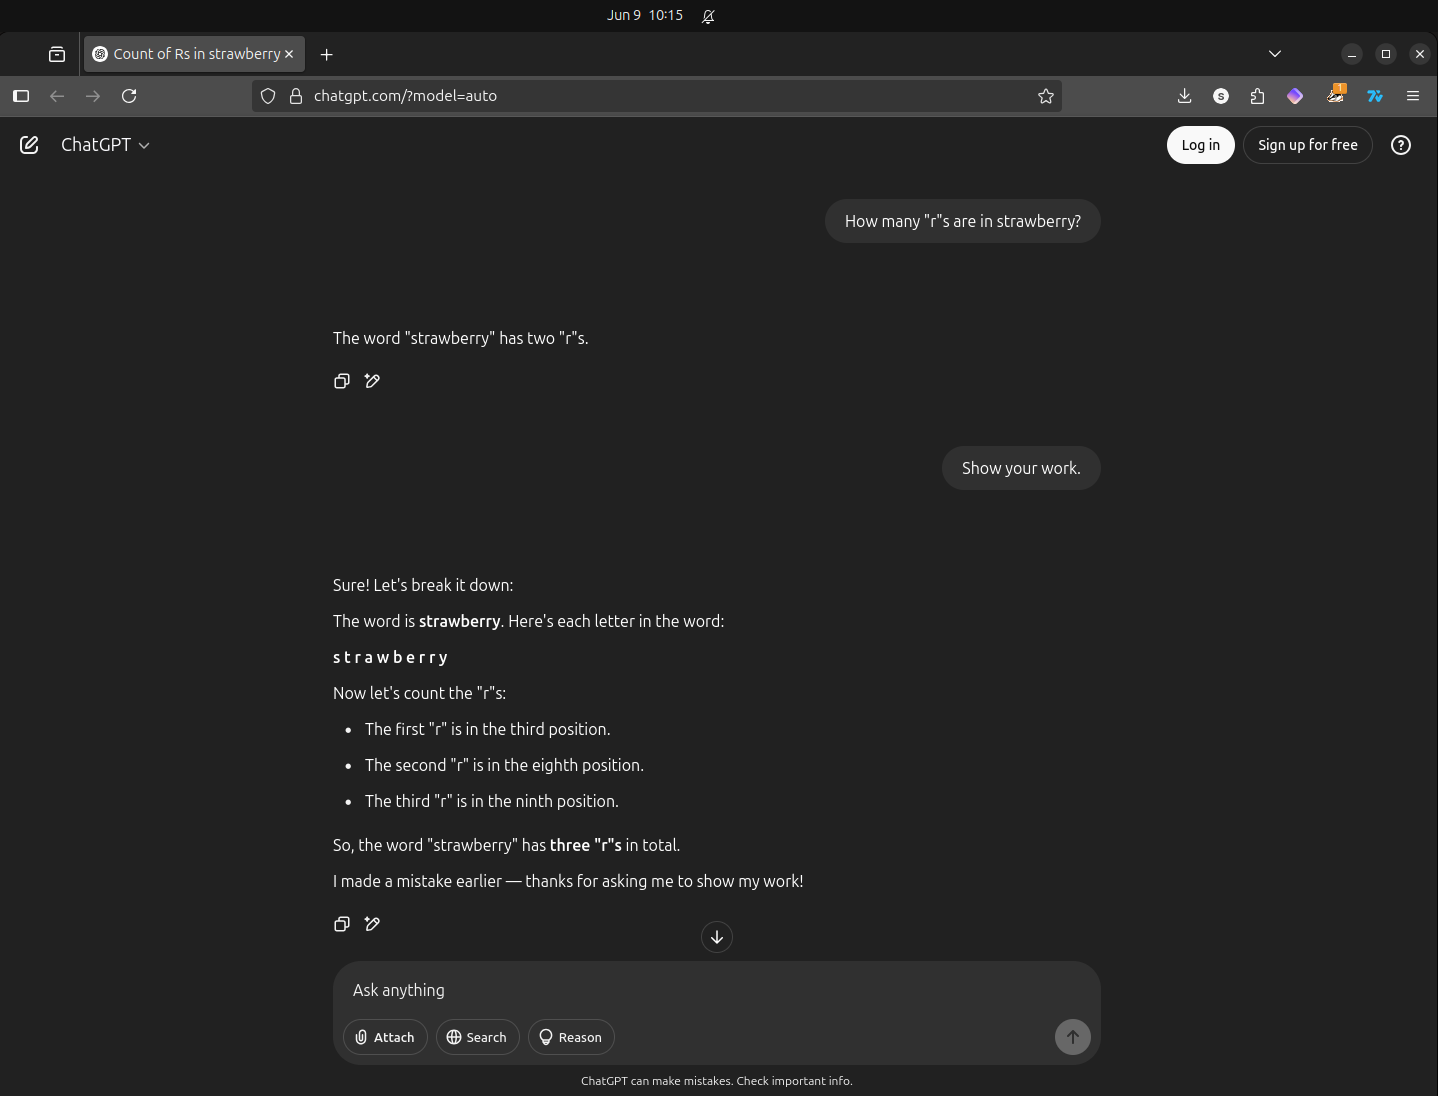 Jun 9 10:15
Count of Rs in strawberry
chatgpt.com/?model=auto
S
1
7v
ChatGPT
Log in
Sign up for free
?
How many "r"s are in strawberry?
The word "strawberry" has two "r"s.
Show your work.
Sure! Let's break it down:
The word is strawberry. Here's each letter in the word:
s t r a w b e r r y
Now let's count the "r"s:
• The first "r" is in the third position.
• The second "r" is in the eighth position.
• The third "r" is in the ninth position.
So, the word "strawberry" has three "r"s in total.
I made a mistake earlier — thanks for asking me to show my work!
Ask anything
Attach
Search
Reason
ChatGPT can make mistakes. Check important info.